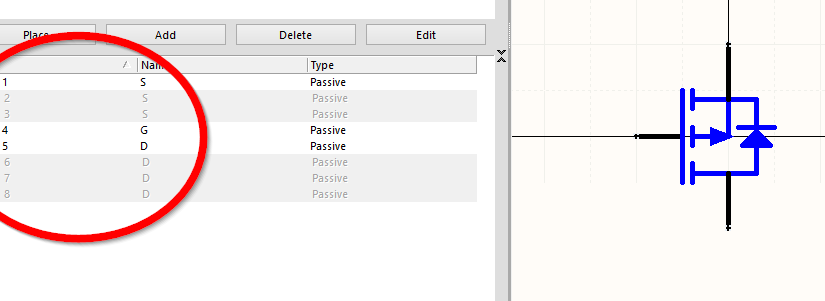 Place Add Delete Edit
Name Type
1 S Passive
2 S Passive
3 S Passive
4 G Passive
5 D Passive
6 D Passive
7 D Passive
8 D Passive